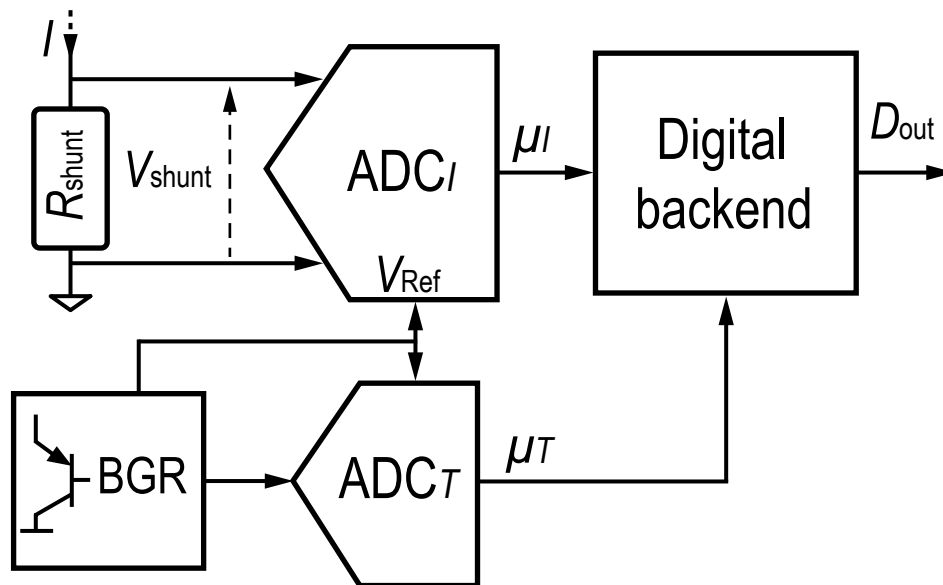 I
Rshunt
Vshunt
ADCI
VRef
μI
Digital
backend
Dout
BGR
ADCT
μT